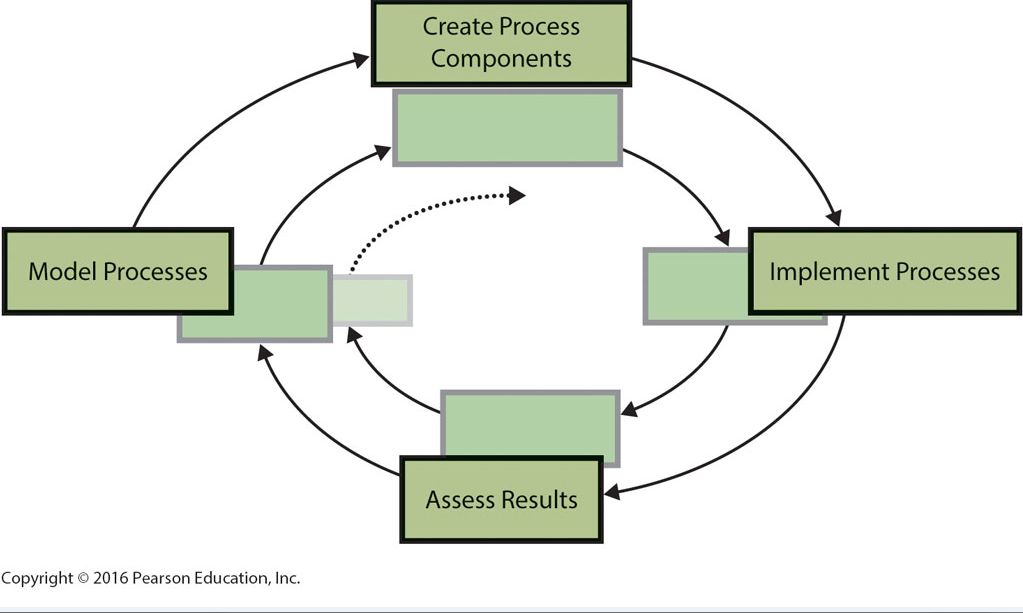 Create Process
Components
Model Processes
Implement Processes
Assess Results
Copyright © 2016 Pearson Education, Inc.